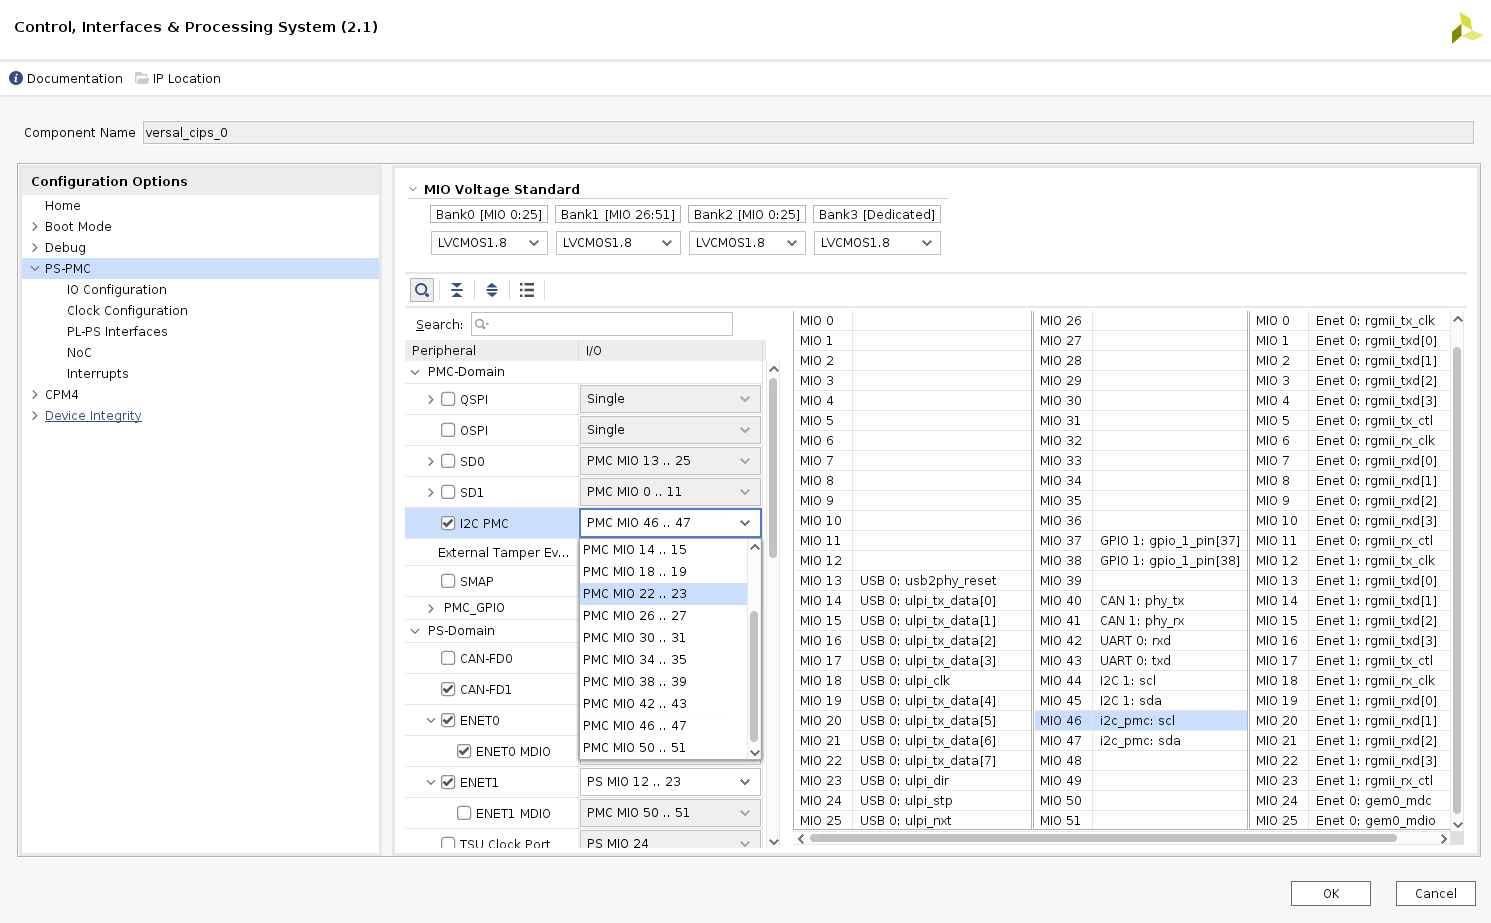 Control, Interfaces & Processing System (2.1)
Documentation IP Location
Component Name versal_cips_0
Configuration Options
Home
Boot Mode
Debug
PS-PMC
IO Configuration
Clock Configuration
PL-PS Interfaces
NoC
Interrupts
CPM4
Device Integrity
MIO Voltage Standard
Bank0 [MIO 0:25] Bank1 [MIO 26:51] Bank2 [MIO 0:25] Bank3 [Dedicated]
LVCMOS1.8 LVCMOS1.8 LVCMOS1.8 LVCMOS1.8
Search:
Peripheral I/O
PMC-Domain
QSPI Single
OSPI Single
SD0 PMC MIO 13 .. 25
SD1 PMC MIO 0 .. 11
I2C PMC PMC MIO 46 .. 47
External Tamper Ev...
SMAP
PMC_GPIO
PS-Domain
CAN-FD0
CAN-FD1
ENET0
ENET0 MDIO
ENET1 PS MIO 12 .. 23
ENET1 MDIO PMC MIO 50 .. 51
TSU Clock Port PS MIO 24
PMC MIO 14 .. 15
PMC MIO 18 .. 19
PMC MIO 22 .. 23
PMC MIO 26 .. 27
PMC MIO 30 .. 31
PMC MIO 34 .. 35
PMC MIO 38 .. 39
PMC MIO 42 .. 43
PMC MIO 46 .. 47
PMC MIO 50 .. 51
MIO 0 MIO 26 MIO 0 Enet 0: rgmii_tx_clk
MIO 1 MIO 27 MIO 1 Enet 0: rgmii_txd[0]
MIO 2 MIO 28 MIO 2 Enet 0: rgmii_txd[1]
MIO 3 MIO 29 MIO 3 Enet 0: rgmii_txd[2]
MIO 4 MIO 30 MIO 4 Enet 0: rgmii_txd[3]
MIO 5 MIO 31 MIO 5 Enet 0: rgmii_tx_ctl
MIO 6 MIO 32 MIO 6 Enet 0: rgmii_rx_clk
MIO 7 MIO 33 MIO 7 Enet 0: rgmii_rxd[0]
MIO 8 MIO 34 MIO 8 Enet 0: rgmii_rxd[1]
MIO 9 MIO 35 MIO 9 Enet 0: rgmii_rxd[2]
MIO 10 MIO 36 MIO 10 Enet 0: rgmii_rxd[3]
MIO 11 MIO 37 GPIO 1: gpio_1_pin[37] MIO 11 Enet 0: rgmii_rx_ctl
MIO 12 MIO 38 GPIO 1: gpio_1_pin[38] MIO 12 Enet 1: rgmii_tx_clk
MIO 13 USB 0: usb2phy_reset MIO 39 MIO 13 Enet 1: rgmii_txd[0]
MIO 14 USB 0: ulpi_tx_data[0] MIO 40 CAN 1: phy_tx MIO 14 Enet 1: rgmii_txd[1]
MIO 15 USB 0: ulpi_tx_data[1] MIO 41 CAN 1: phy_rx MIO 15 Enet 1: rgmii_txd[2]
MIO 16 USB 0: ulpi_tx_data[2] MIO 42 UART 0: rxd MIO 16 Enet 1: rgmii_txd[3]
MIO 17 USB 0: ulpi_tx_data[3] MIO 43 UART 0: txd MIO 17 Enet 1: rgmii_tx_ctl
MIO 18 USB 0: ulpi_clk MIO 44 I2C 1: scl MIO 18 Enet 1: rgmii_rx_clk
MIO 19 USB 0: ulpi_tx_data[4] MIO 45 I2C 1: sda MIO 19 Enet 1: rgmii_rxd[0]
MIO 20 USB 0: ulpi_tx_data[5] MIO 46 i2c_pmc: scl MIO 20 Enet 1: rgmii_rxd[1]
MIO 21 USB 0: ulpi_tx_data[6] MIO 47 i2c_pmc: sda MIO 21 Enet 1: rgmii_rxd[2]
MIO 22 USB 0: ulpi_tx_data[7] MIO 48 MIO 22 Enet 1: rgmii_rxd[3]
MIO 23 USB 0: ulpi_dir MIO 49 MIO 23 Enet 1: rgmii_rx_ctl
MIO 24 USB 0: ulpi_stp MIO 50 MIO 24 Enet 0: gem0_mdc
MIO 25 USB 0: ulpi_nxt MIO 51 MIO 25 Enet 0: gem0_mdio
OK Cancel